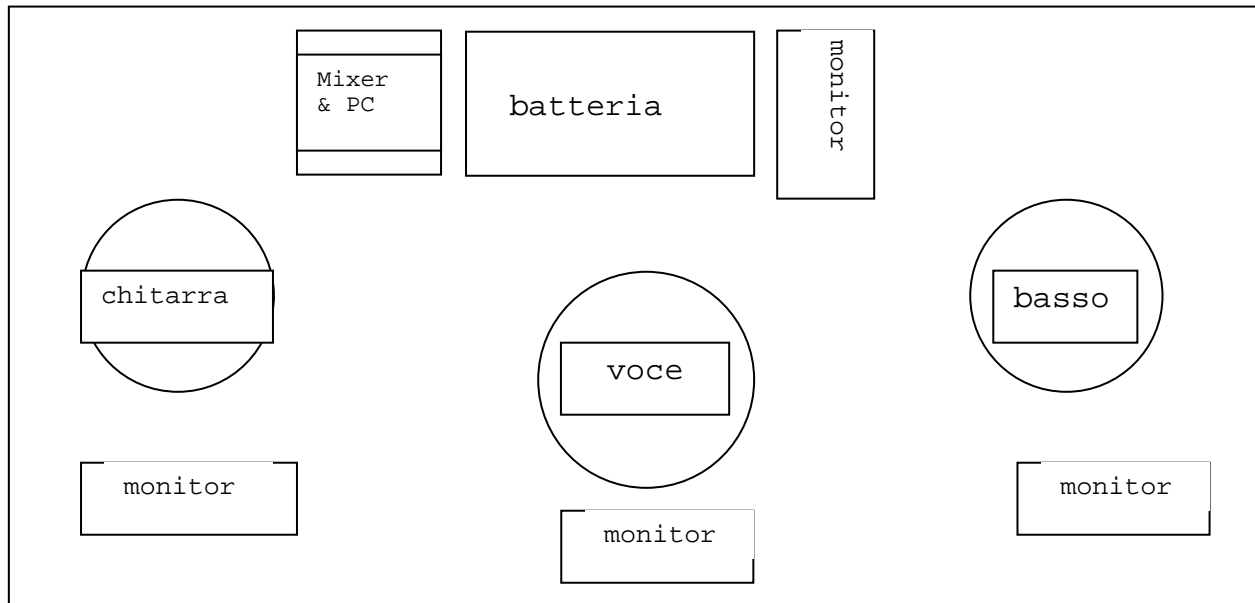 Mixer
& PC
batteria
monitor
chitarra
voce
basso
monitor
monitor
monitor